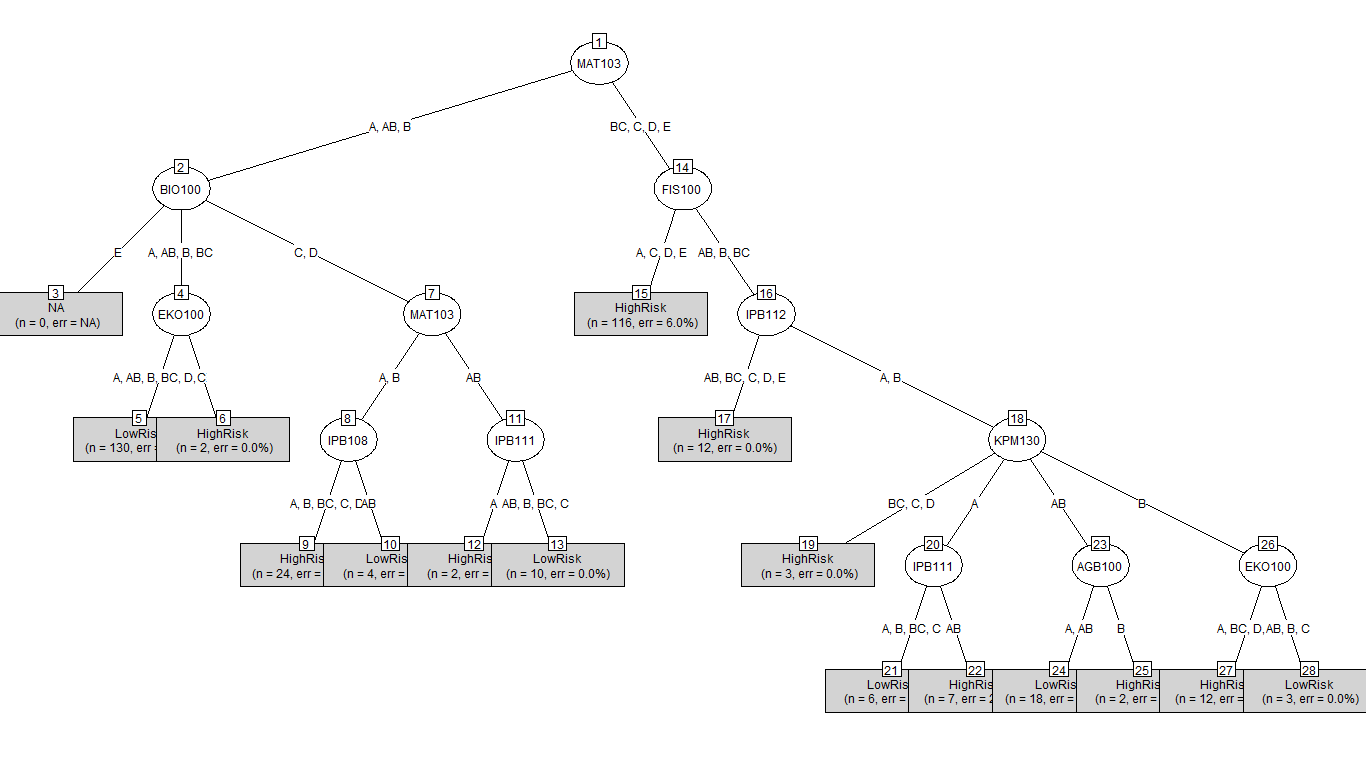 1
MAT103
A, AB, B
BC, C, D, E
2
BIO100
14
FIS100
E
A, AB, B, BC
C, D
A, C, D, E
AB, B, BC
3
NA
(n = 0, err = NA)
4
EKO100
7
MAT103
15
HighRisk
(n = 116, err = 6.0%)
16
IPB112
A, AB, B, BC, D,
C
A, B
AB
AB, BC, C, D, E
A, B
5
LowRis
(n = 130, err
6
HighRisk
(n = 2, err = 0.0%)
8
IPB108
11
IPB111
17
HighRisk
(n = 12, err = 0.0%)
18
KPM130
A, B, BC, C, D
AB
A
AB, B, BC, C
BC, C, D
A
AB
B
9
HighRis
(n = 24, err =
10
LowRis
(n = 4, err =
12
HighRis
(n = 2, err =
13
LowRisk
(n = 10, err = 0.0%)
19
HighRisk
(n = 3, err = 0.0%)
20
IPB111
23
AGB100
26
EKO100
A, B, BC, C
AB
A, AB
B
A, BC, D,
AB, B, C
21
LowRis
(n = 6, err =
22
HighRis
(n = 7, err =
24
LowRis
(n = 18, err =
25
HighRis
(n = 2, err =
27
HighRis
(n = 12, err =
28
LowRisk
(n = 3, err = 0.0%)